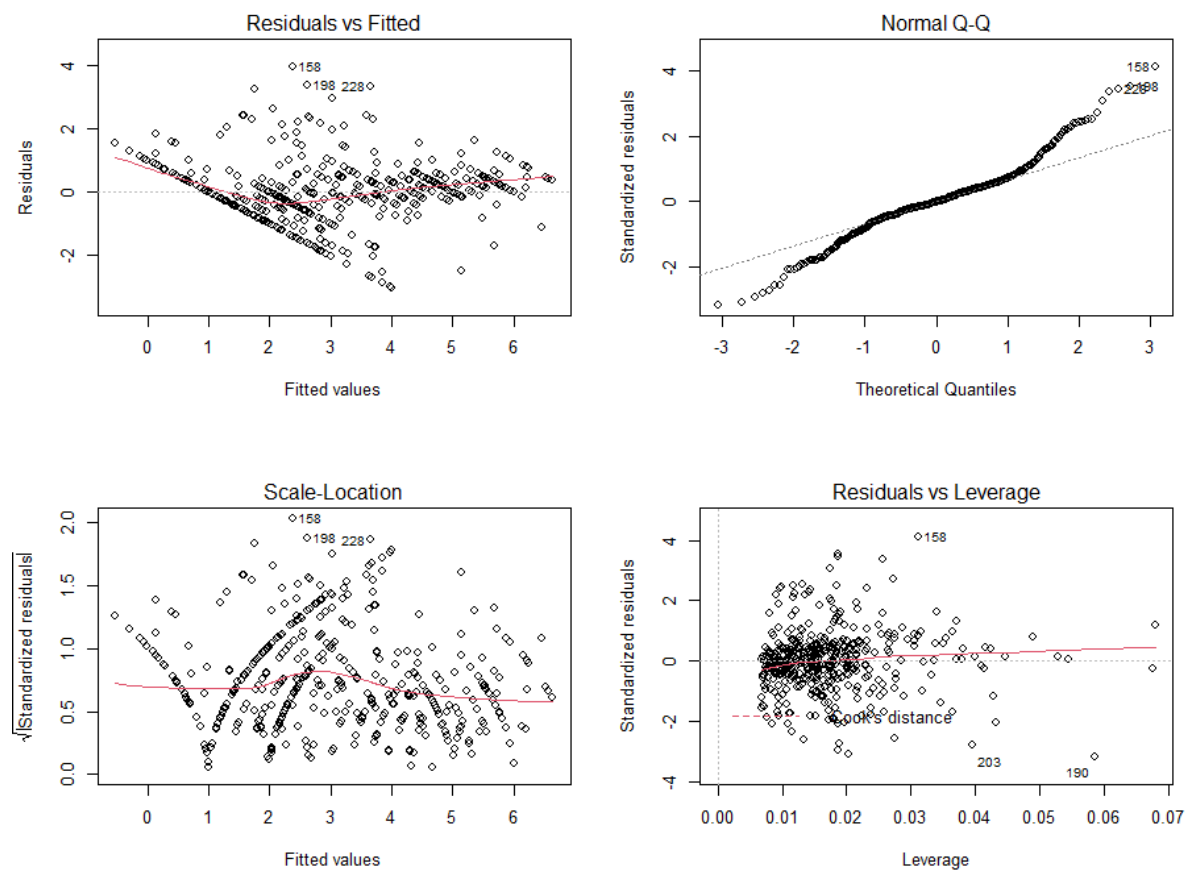 Residuals vs Fitted
Residuals
4
2
0
-2
158
198
228
0 1 2 3 4 5 6
Fitted values
Normal Q-Q
Standardized residuals
4
2
0
-2
158
228
198
-3 -2 -1 0 1 2 3
Theoretical Quantiles
Scale-Location
√|Standardized residuals|
2.0
1.5
1.0
0.5
0.0
158
198
228
0 1 2 3 4 5 6
Fitted values
Residuals vs Leverage
Standardized residuals
4
2
0
-2
-4
158
Cook's distance
203
190
0.00 0.01 0.02 0.03 0.04 0.05 0.06 0.07
Leverage